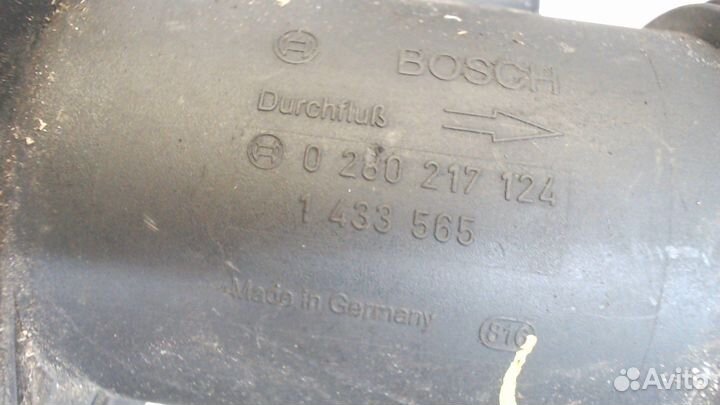 BOSCH
Durchfluß
0 280 217 124
1 433 565
Made in Germany
816
Avito